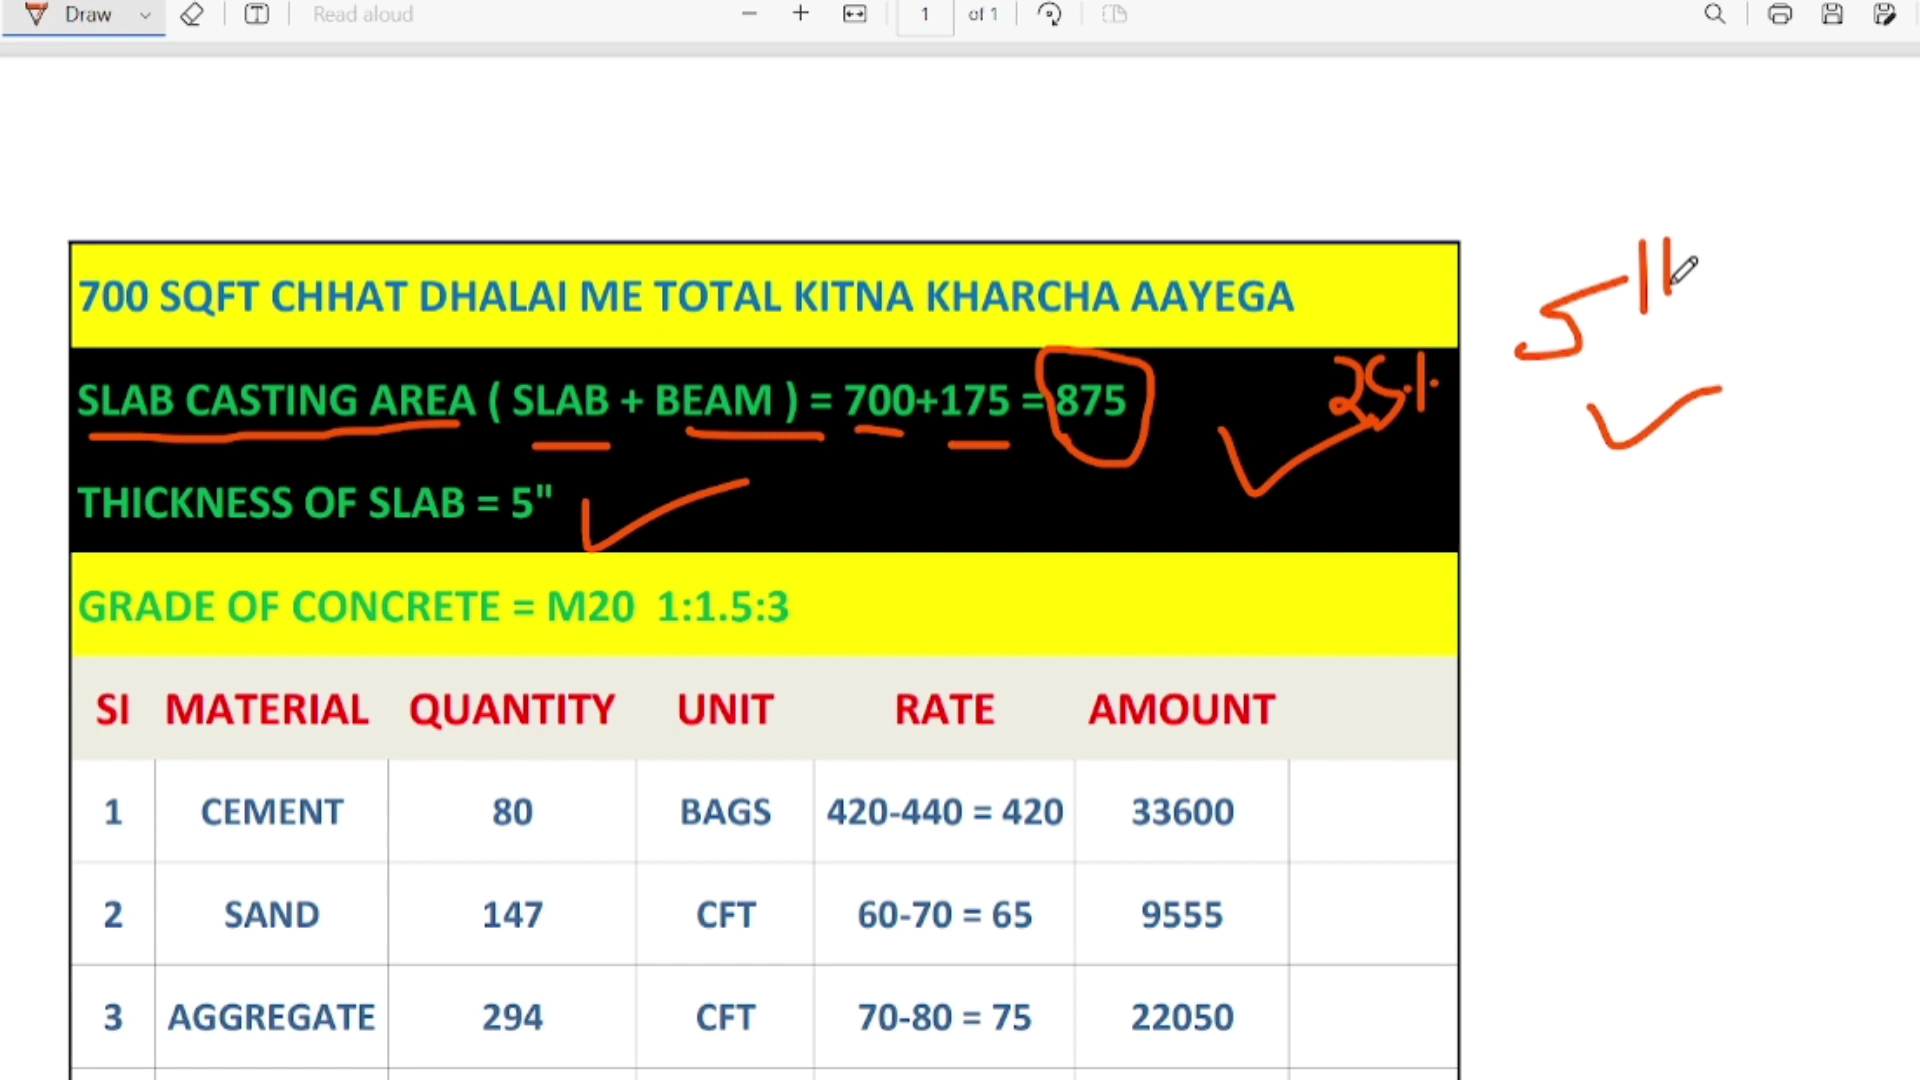 Draw Read aloud 1 of 1
700 SQFT CHHAT DHALAI ME TOTAL KITNA KHARCHA AAYEGA
5"
SLAB CASTING AREA ( SLAB + BEAM ) = 700+175 = 875 25%
THICKNESS OF SLAB = 5"
GRADE OF CONCRETE = M20 1:1.5:3
SI MATERIAL QUANTITY UNIT RATE AMOUNT
1 CEMENT 80 BAGS 420-440 = 420 33600
2 SAND 147 CFT 60-70 = 65 9555
3 AGGREGATE 294 CFT 70-80 = 75 22050